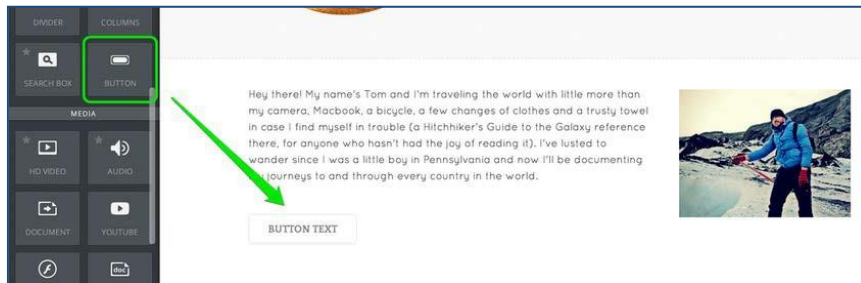 DIVIDER
COLUMNS
SEARCH BOX
BUTTON
MEDIA
HD VIDEO
AUDIO
DOCUMENT
YOUTUBE
doc
Hey there! My name's Tom and I'm traveling the world with little more than
my camera, Macbook, a bicycle, a few changes of clothes and a trusty towel
in case I find myself in trouble (a Hitchhiker's Guide to the Galaxy reference
there, for anyone who hasn't had the joy of reading it). I've lusted to
wander since I was a little boy in Pennsylvania and now I'll be documenting
journeys to and through every country in the world.
BUTTON TEXT